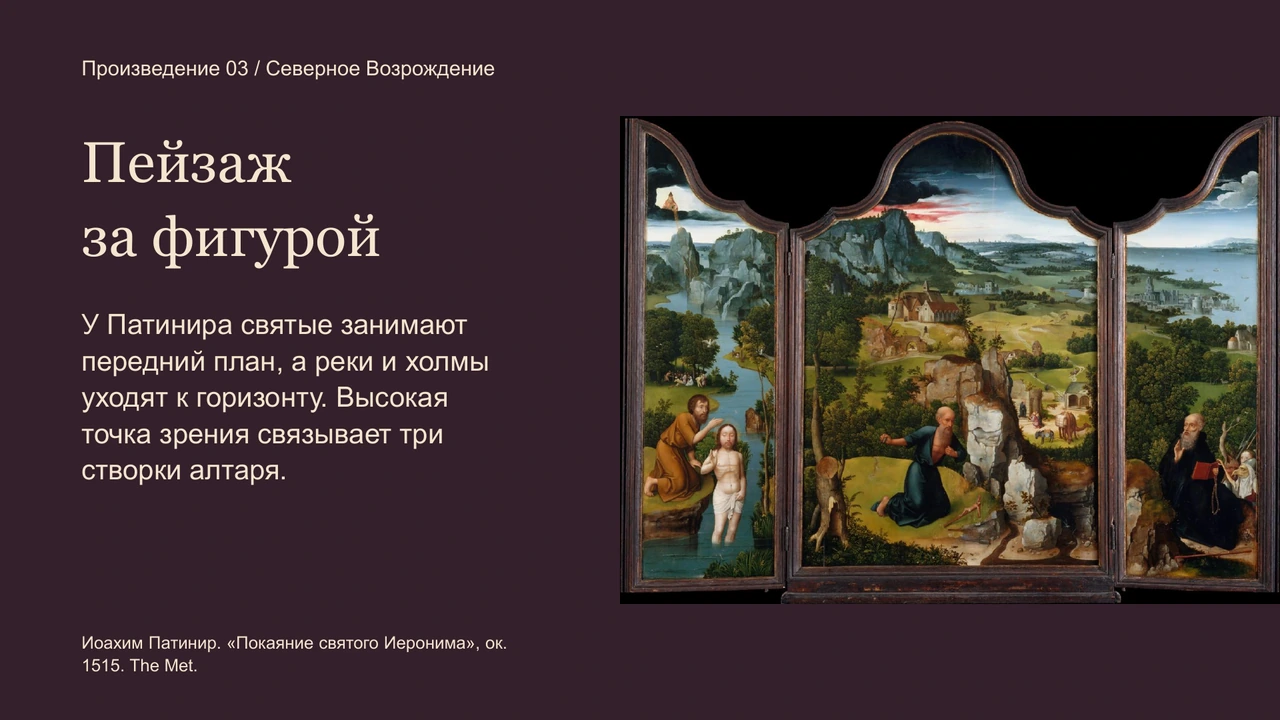 Произведение 03 / Северное Возрождение
Пейзаж
за фигурой
У Патинира святые занимают
передний план, а реки и холмы
уходят к горизонту. Высокая
точка зрения связывает три
створки алтаря.
Иоахим Патинир. «Покаяние святого Иеронима», ок.
1515. The Met.